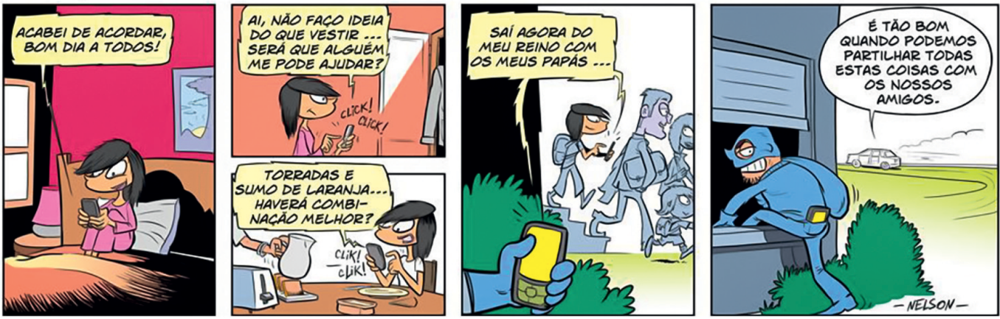 ACABEI DE ACORDAR,
BOM DIA A TODOS!
AI, NÃO FAÇO IDEIA
DO QUE VESTIR ...
SERÁ QUE ALGUÉM
ME PODE AJUDAR?
CLICK!
CLICK!
TORRADAS E
SUMO DE LARANJA...
HAVERÁ COMBI-
NAÇÃO MELHOR?
CLIK!
CLIK!
SAÍ AGORA DO
MEU REINO COM
OS MEUS PAPÁS ...
É TÃO BOM
QUANDO PODEMOS
PARTILHAR TODAS
ESTAS COISAS COM
OS NOSSOS
AMIGOS.
— NELSON —